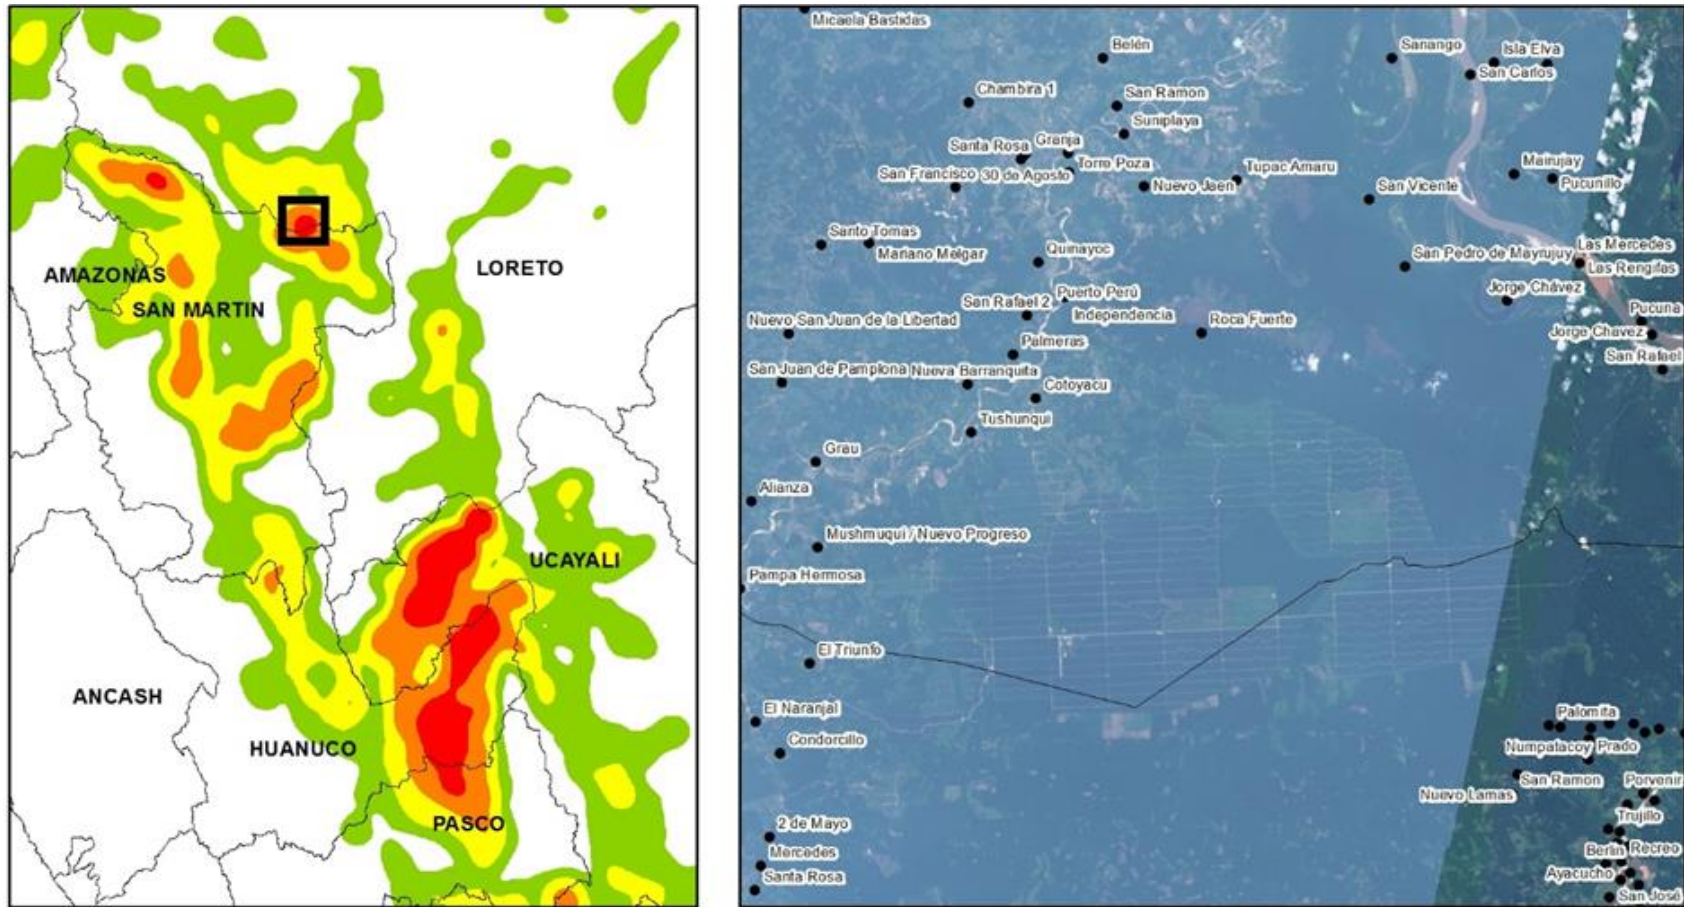 AMAZONAS
SAN MARTIN
LORETO
UCAYALI
ANCASH
HUANUCO
PASCO
Micaela Bastidas
Belén
Sanango
Isla Elva
San Carlos
Chambira 1
San Ramon
Suniplaya
Santa Rosa
Granja
Torre Poza
San Francisco
30 de Agosto
Nuevo Jaen
Tupac Amaru
San Vicente
Mairujay
Pucunillo
Santo Tomas
Mariano Melgar
Quinayoc
San Pedro de Mayrujuy
Las Mercedes
Las Rengifas
Jorge Chávez
Puerto Perú
San Rafael 2
Independencia
Roca Fuerte
Pucuna
Jorge Chavez
San Rafael
Nuevo San Juan de la Libertad
Palmeras
San Juan de Pamplona
Nueva Barranquita
Cotoyacu
Tushunqui
Grau
Alianza
Mushmuqui / Nuevo Progreso
Pampa Hermosa
El Triunfo
El Naranjal
Condorcillo
Palomita
Numpatacoy
Prado
San Ramon
Porvenir
Nuevo Lamas
Trujillo
2 de Mayo
Mercedes
Santa Rosa
Berlin
Recreo
Ayacucho
San José